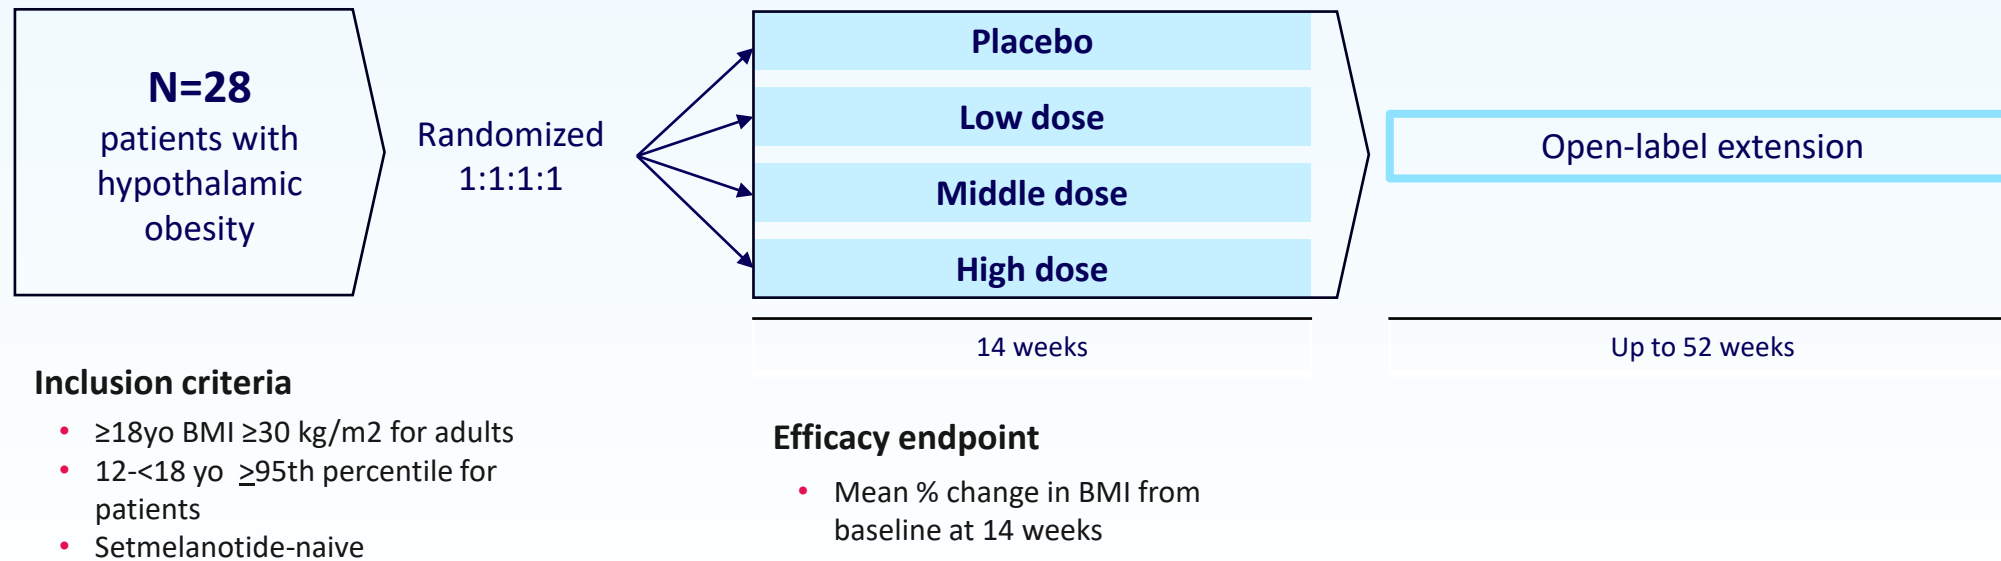 N=28
patients with
hypothalamic
obesity
Randomized
1:1:1:1
Placebo
Low dose
Middle dose
High dose
Open-label extension
14 weeks
Up to 52 weeks
Inclusion criteria
• ≥18yo BMI ≥30 kg/m2 for adults
• 12-<18 yo ≥95th percentile for
patients
• Setmelanotide-naive
Efficacy endpoint
• Mean % change in BMI from
baseline at 14 weeks